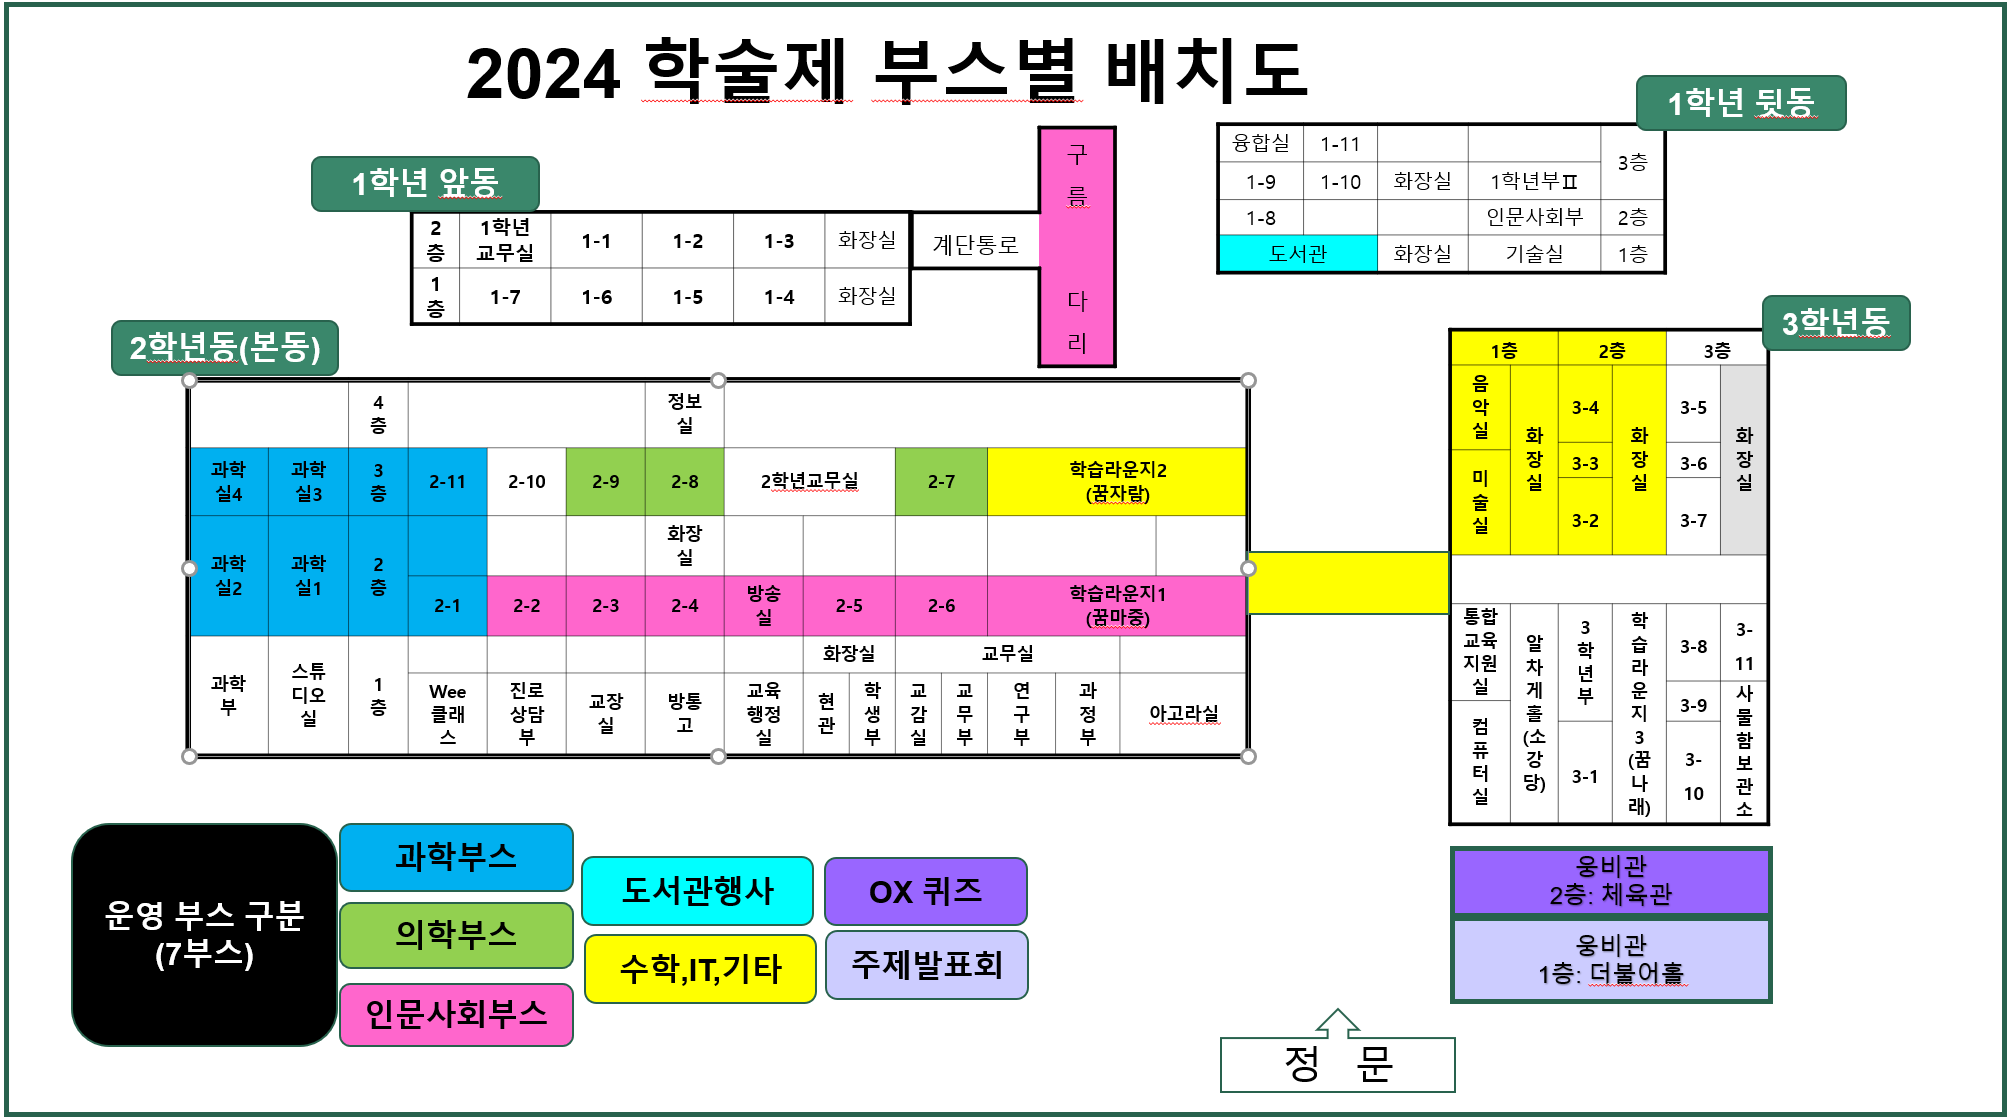 2024 학술제 부스별 배치도
1학년 뒷동
융합실 1-11
3층
1-9 1-10 화장실 1학년부Ⅱ
1-8 인문사회부 2층
도서관 화장실 기술실 1층
1학년 앞동
2
층
1학년
교무실
1-1 1-2 1-3 화장실
1
층
1-7 1-6 1-5 1-4 화장실
계단통로
구
름
다
리
2학년동(본동)
4
층
정보
실
과학
실4
과학
실3
3
층
2-11 2-10 2-9 2-8 2학년교무실 2-7
학습라운지2
(꿈자람)
화장
실
과학
실2
과학
실1
2
층
2-1 2-2 2-3 2-4
방송
실
2-5 2-6
학습라운지1
(꿈마중)
과학
부
스튜
디오
실
1
층
화장실 교무실
Wee
클래
스
진로
상담
부
교장
실
방통
고
교육
행정
실
현
관
학
생
부
교
감
실
교
무
부
연
구
부
과
정
부
아고라실
3학년동
1층 2층 3층
음
악
실
미
술
실
화
장
실
3-4
3-3
3-2
화
장
실
3-5
3-6
3-7
화
장
실
통합
교육
지원
실
컴
퓨
터
실
알
차
게
홀
(소
강
당)
3
학
년
부
3-1
학
습
라
운
지
3
(꿈
나
래)
3-8
3-9
3-
10
3-
11
사
물
함
보
관
소
운영 부스 구분
(7부스)
과학부스
의학부스
인문사회부스
도서관행사
수학,IT,기타
OX 퀴즈
주제발표회
웅비관
2층: 체육관
웅비관
1층: 더불어홀
정 문